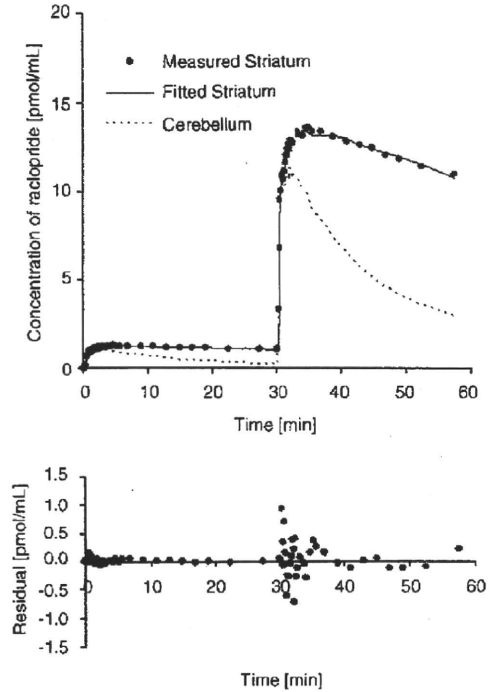 20
Measured Striatum
Fitted Striatum
Cerebellum
15
10
5
0
Concentration of raclopride [pmol/mL]
0 10 20 30 40 50 60
Time [min]
1.5
1.0
0.5
0.0
-0.5
-1.0
-1.5
Residual [pmol/mL]
0 10 20 30 40 50 60
Time [min]